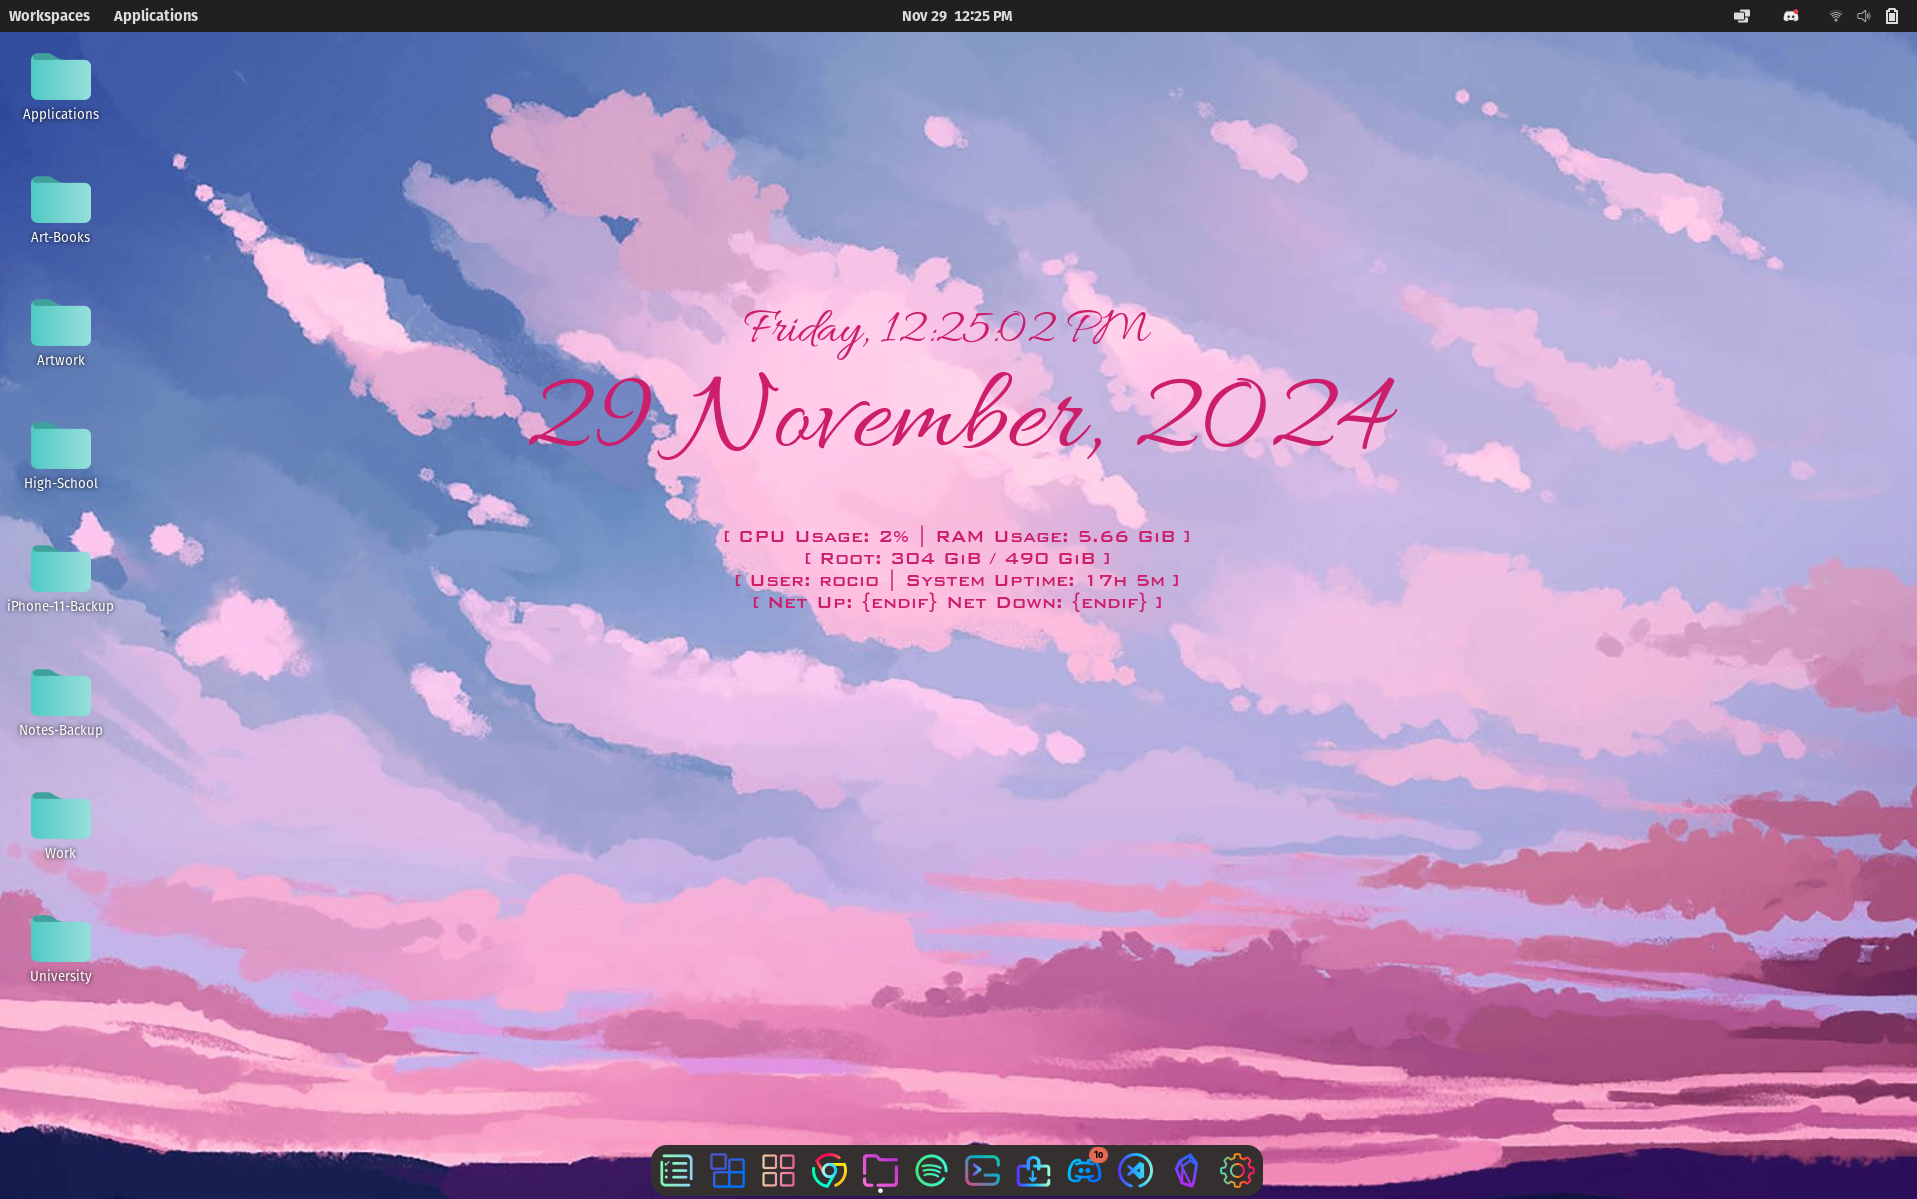 Workspaces Applications Nov 29 12:25 PM
Applications
Art-Books
Artwork
High-School
iPhone-11-Backup
Notes-Backup
Work
University
Friday, 12:25:02 PM
29 November, 2024
[ CPU Usage: 2% | RAM Usage: 5.66 GiB ]
[ Root: 304 GiB / 490 GiB ]
[ User: rocio | System Uptime: 17h 5m ]
[ Net Up: {endif} Net Down: {endif} ]
10